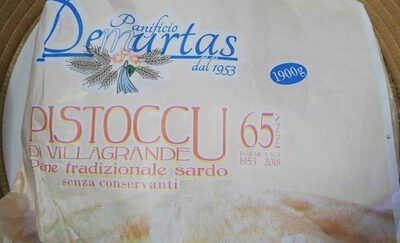 Panificio
Demurtas
dal 1953
1900g
PISTOCCU
DI VILLAGRANDE
Pane tradizionale sardo
senza conservanti
65
1953 2018